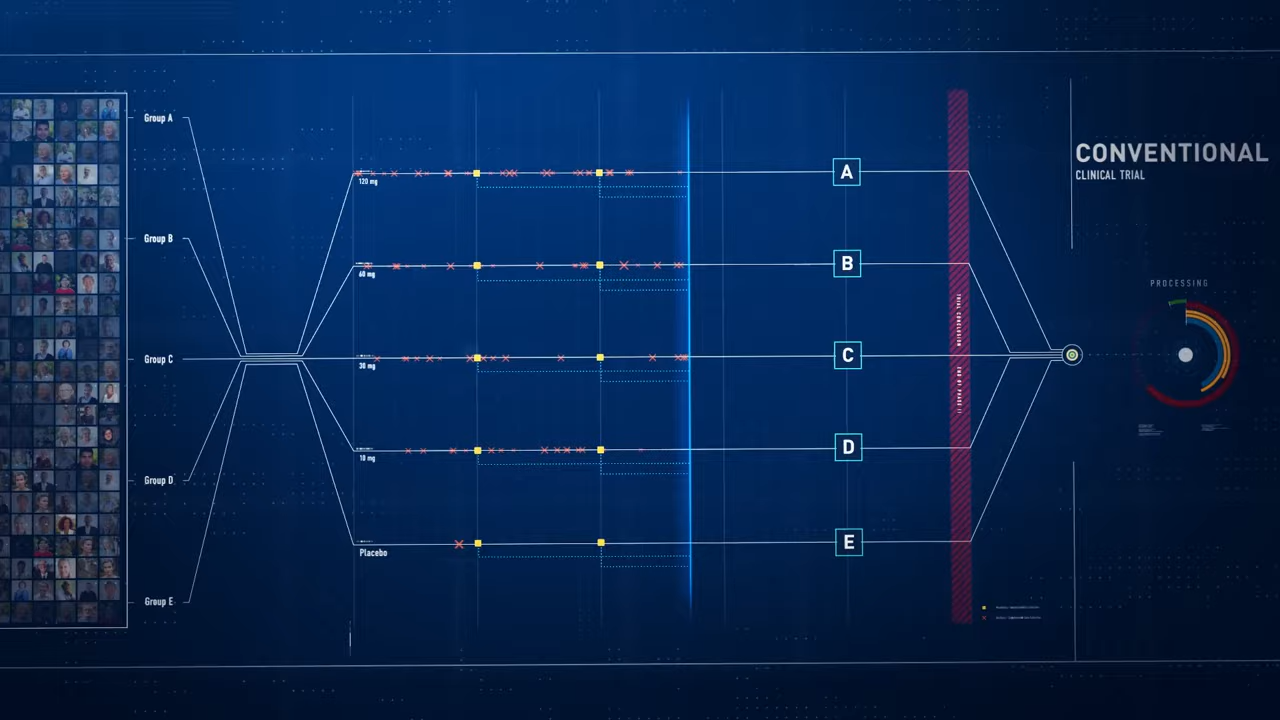 CONVENTIONAL
CLINICAL TRIAL
Group A
Group B
Group C
Group D
Group E
120 mg
60 mg
30 mg
10 mg
Placebo
A
B
C
D
E
TRIAL CONCLUSION
END OF PHASE II
PROCESSING